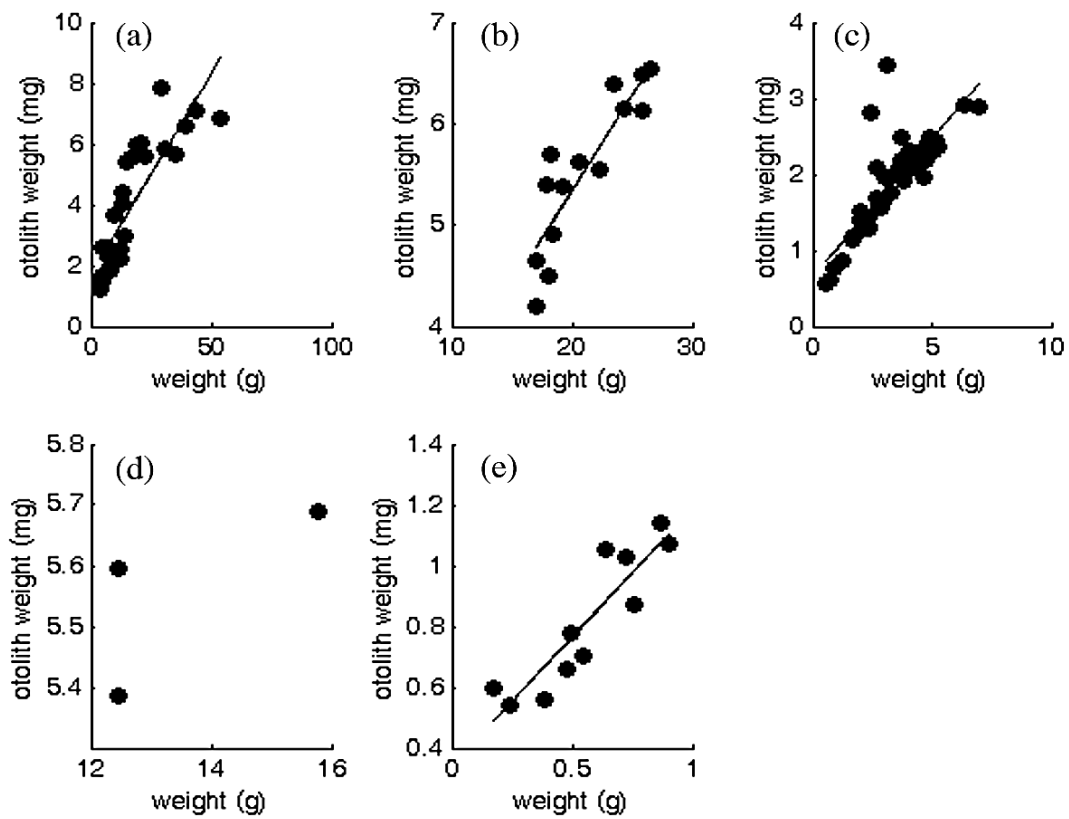 (a)
10
8
6
4
2
0
otolith weight (mg)
0 50 100
weight (g)
(b)
7
6
5
4
otolith weight (mg)
10 20 30
weight (g)
(c)
4
3
2
1
0
otolith weight (mg)
0 5 10
weight (g)
(d)
5.8
5.7
5.6
5.5
5.4
otolith weight (mg)
12 14 16
weight (g)
(e)
1.4
1.2
1
0.8
0.6
0.4
otolith weight (mg)
0 0.5 1
weight (g)